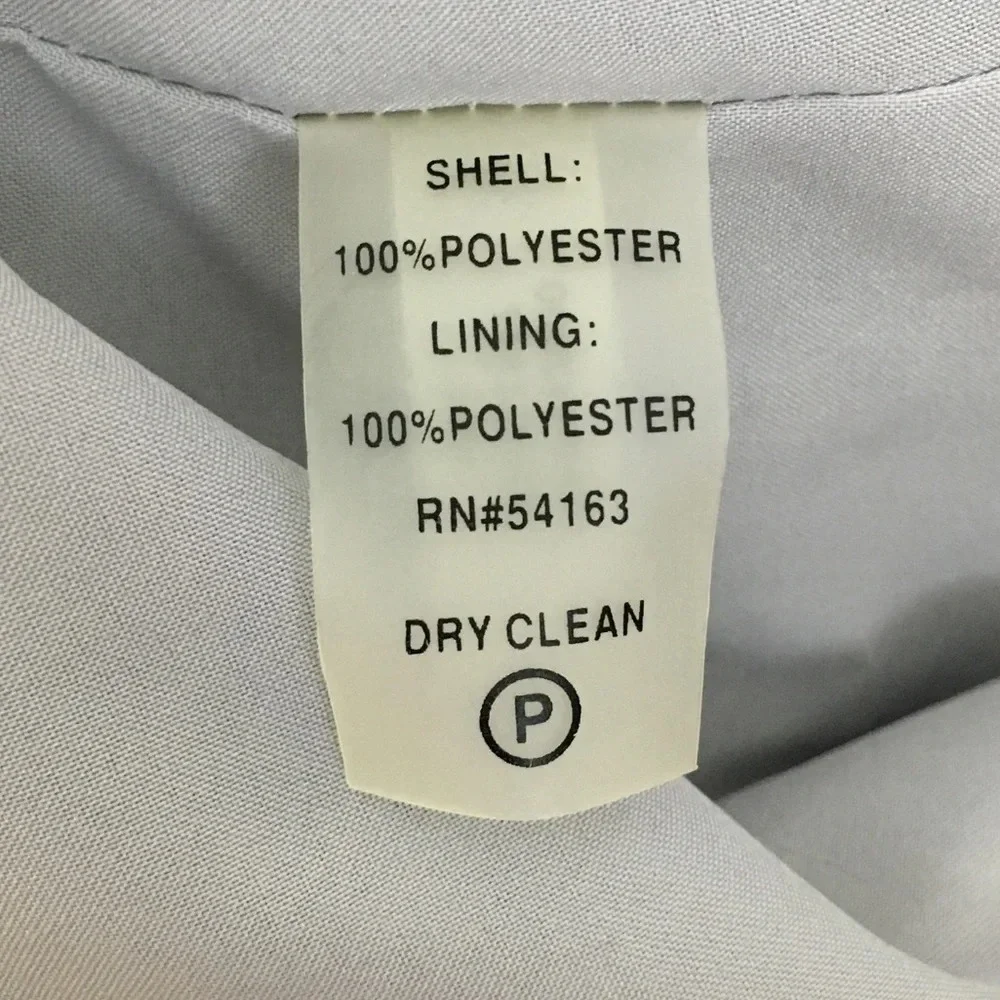 SHELL:
100%POLYESTER
LINING:
100%POLYESTER
RN#54163
DRY CLEAN
P